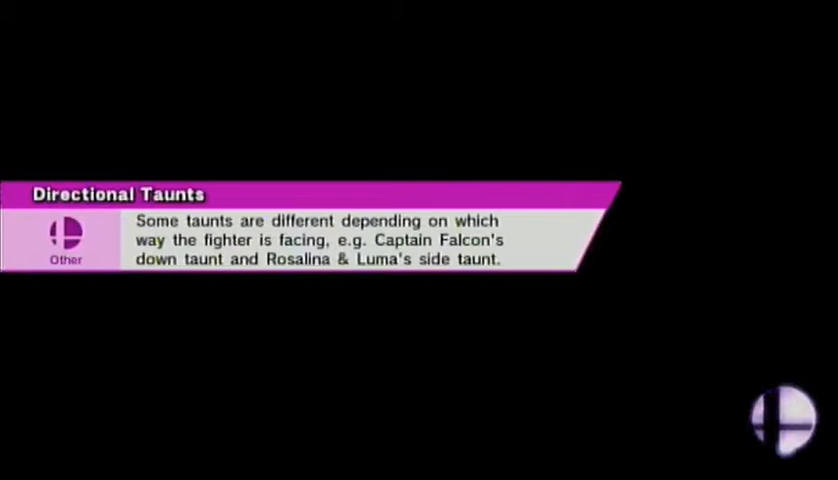 Directional Taunts
Some taunts are different depending on which
way the fighter is facing, e.g. Captain Falcon's
down taunt and Rosalina & Luma's side taunt.
Other